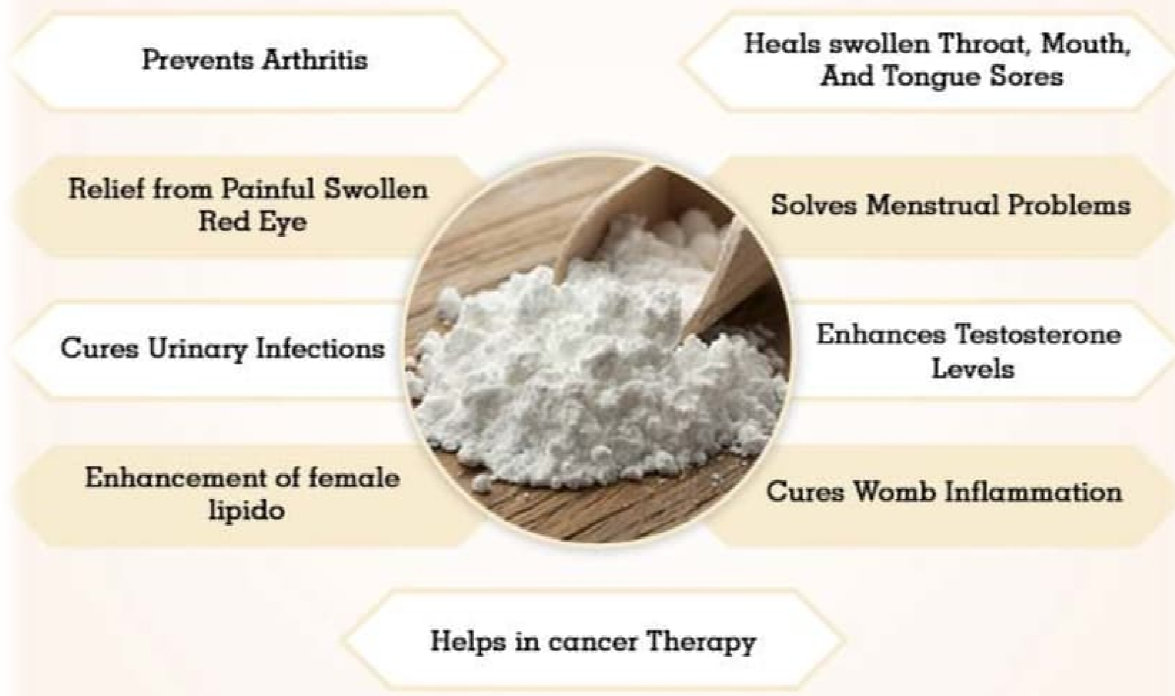 Prevents Arthritis
Heals swollen Throat, Mouth,
And Tongue Sores
Relief from Painful Swollen
Red Eye
Solves Menstrual Problems
Cures Urinary Infections
Enhances Testosterone
Levels
Enhancement of female
lipido
Cures Womb Inflammation
Helps in cancer Therapy